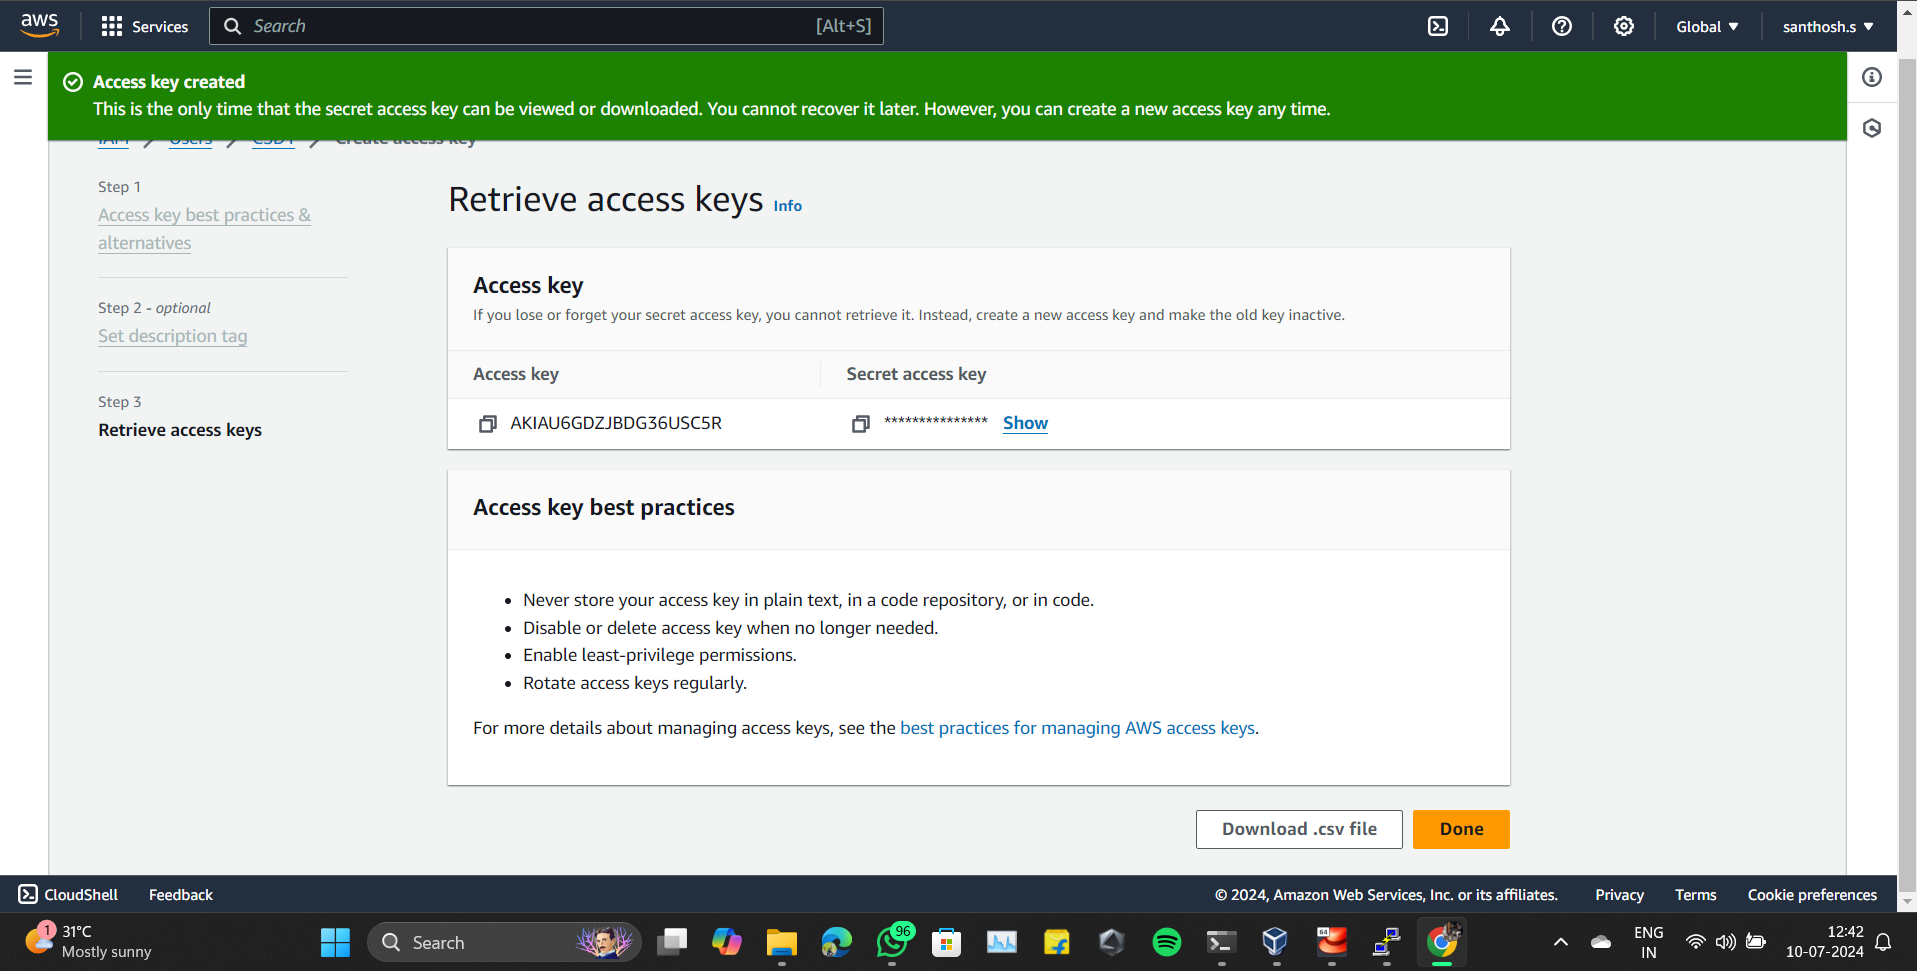 aws
Services
Search
[Alt+S]
Global
santhosh.s
Access key created
This is the only time that the secret access key can be viewed or downloaded. You cannot recover it later. However, you can create a new access key any time.
IAM
Users
Create access key
Step 1
Access key best practices &
alternatives
Step 2 - optional
Set description tag
Step 3
Retrieve access keys
Retrieve access keys Info
Access key
If you lose or forget your secret access key, you cannot retrieve it. Instead, create a new access key and make the old key inactive.
Access key
Secret access key
AKIAU6GDZJBDG36USC5R
*************** Show
Access key best practices
• Never store your access key in plain text, in a code repository, or in code.
• Disable or delete access key when no longer needed.
• Enable least-privilege permissions.
• Rotate access keys regularly.
For more details about managing access keys, see the best practices for managing AWS access keys.
Download .csv file
Done
CloudShell
Feedback
© 2024, Amazon Web Services, Inc. or its affiliates.
Privacy
Terms
Cookie preferences
1
31°C
Mostly sunny
Search
96
64
ENG
IN
12:42
10-07-2024